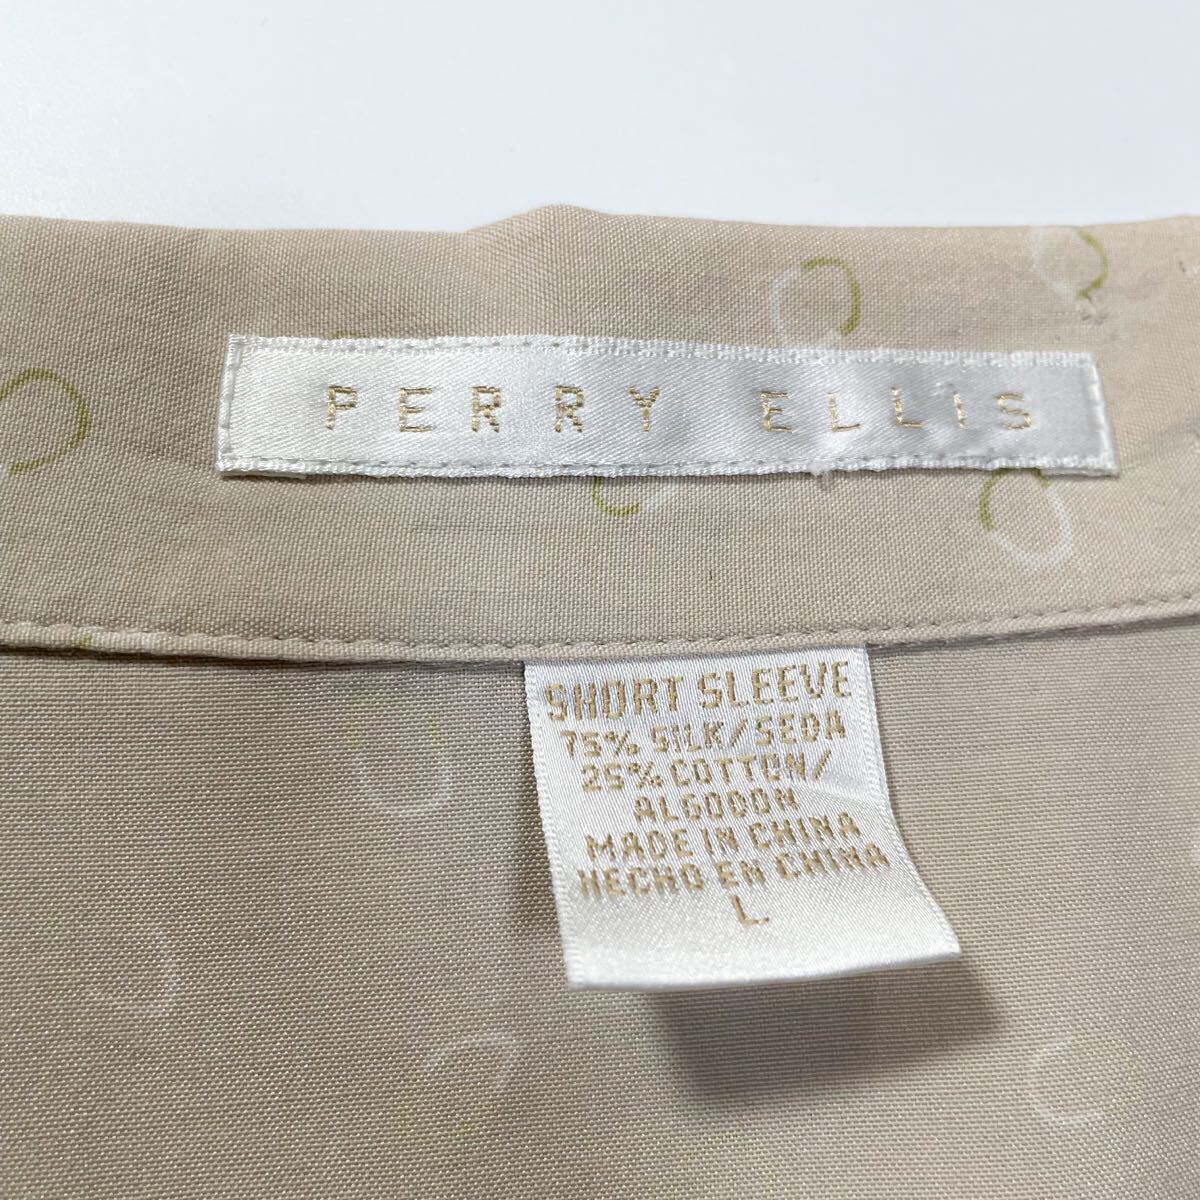 PERRY ELLIS
SHORT SLEEVE
75% SILK/SEDA
25% COTTON/
ALGODON
MADE IN CHINA
HECHO EN CHINA
L.